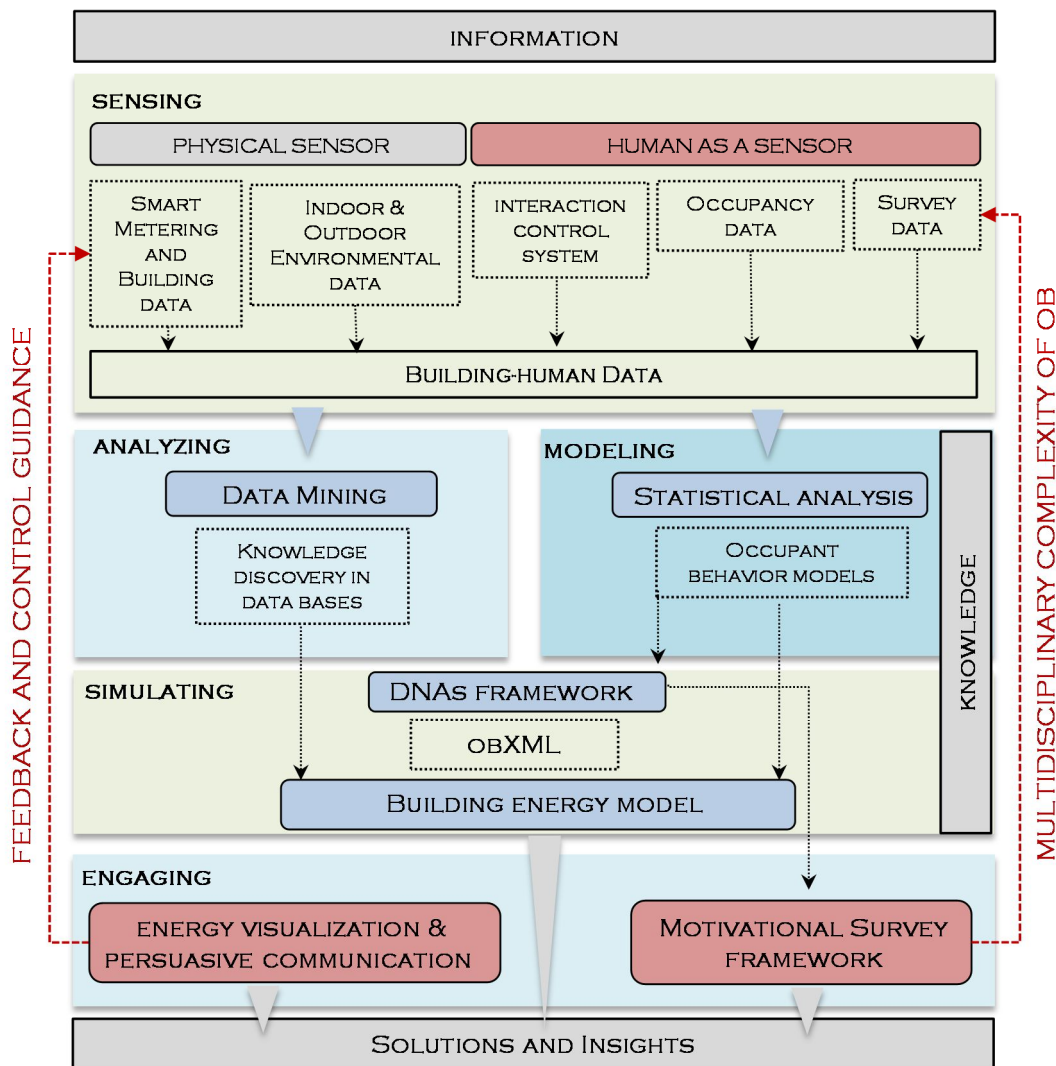 INFORMATION
SENSING
PHYSICAL SENSOR
HUMAN AS A SENSOR
SMART
METERING
AND
BUILDING
DATA
INDOOR &
OUTDOOR
ENVIRONMENTAL
DATA
INTERACTION
CONTROL
SYSTEM
OCCUPANCY
DATA
SURVEY
DATA
BUILDING-HUMAN DATA
ANALYZING
DATA MINING
KNOWLEDGE
DISCOVERY IN
DATA BASES
MODELING
STATISTICAL ANALYSIS
OCCUPANT
BEHAVIOR MODELS
KNOWLEDGE
SIMULATING
DNAS FRAMEWORK
OBXML
BUILDING ENERGY MODEL
ENGAGING
ENERGY VISUALIZATION &
PERSUASIVE COMMUNICATION
MOTIVATIONAL SURVEY
FRAMEWORK
SOLUTIONS AND INSIGHTS
FEEDBACK AND CONTROL GUIDANCE
MULTIDISCIPLINARY COMPLEXITY OF OB